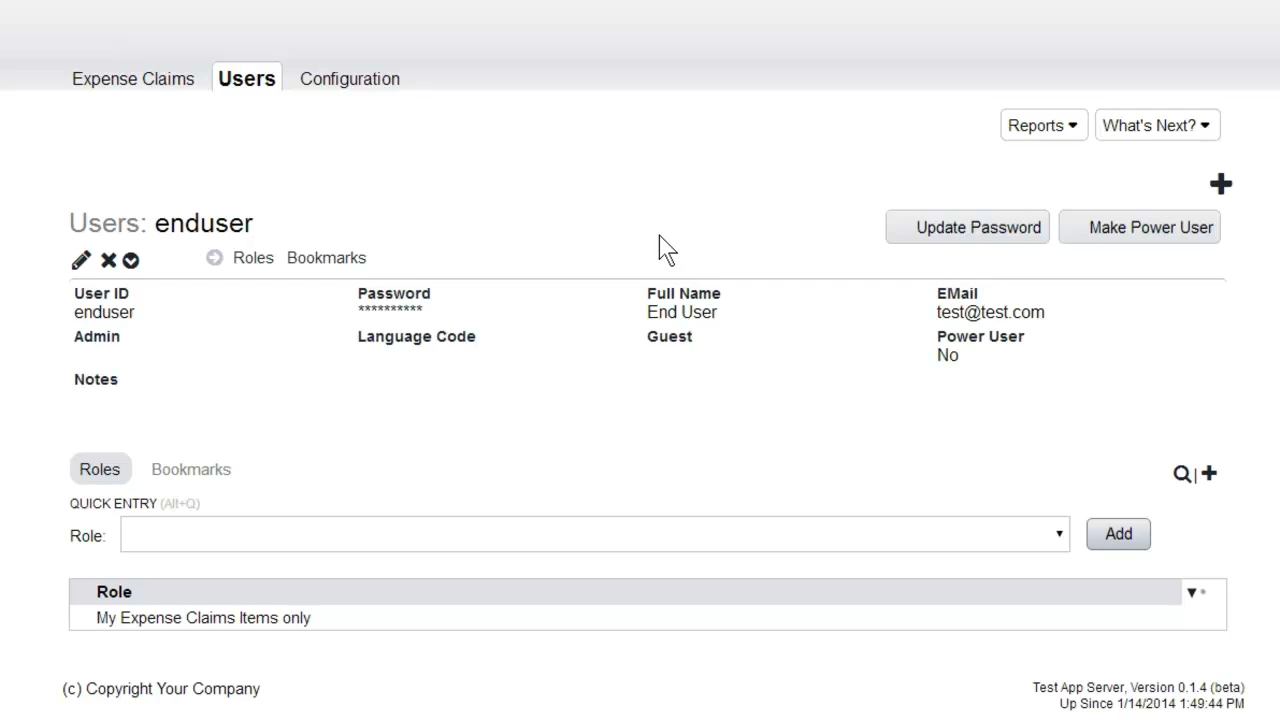 Expense Claims Users Configuration
Reports What's Next?
Users: enduser
Update Password Make Power User
Roles Bookmarks
User ID Password Full Name EMail
enduser ********** End User test@test.com
Admin Language Code Guest Power User
No
Notes
Roles Bookmarks
QUICK ENTRY (Alt+Q)
Role: Add
Role
My Expense Claims Items only
(c) Copyright Your Company
Test App Server, Version 0.1.4 (beta)
Up Since 1/14/2014 1:49:44 PM